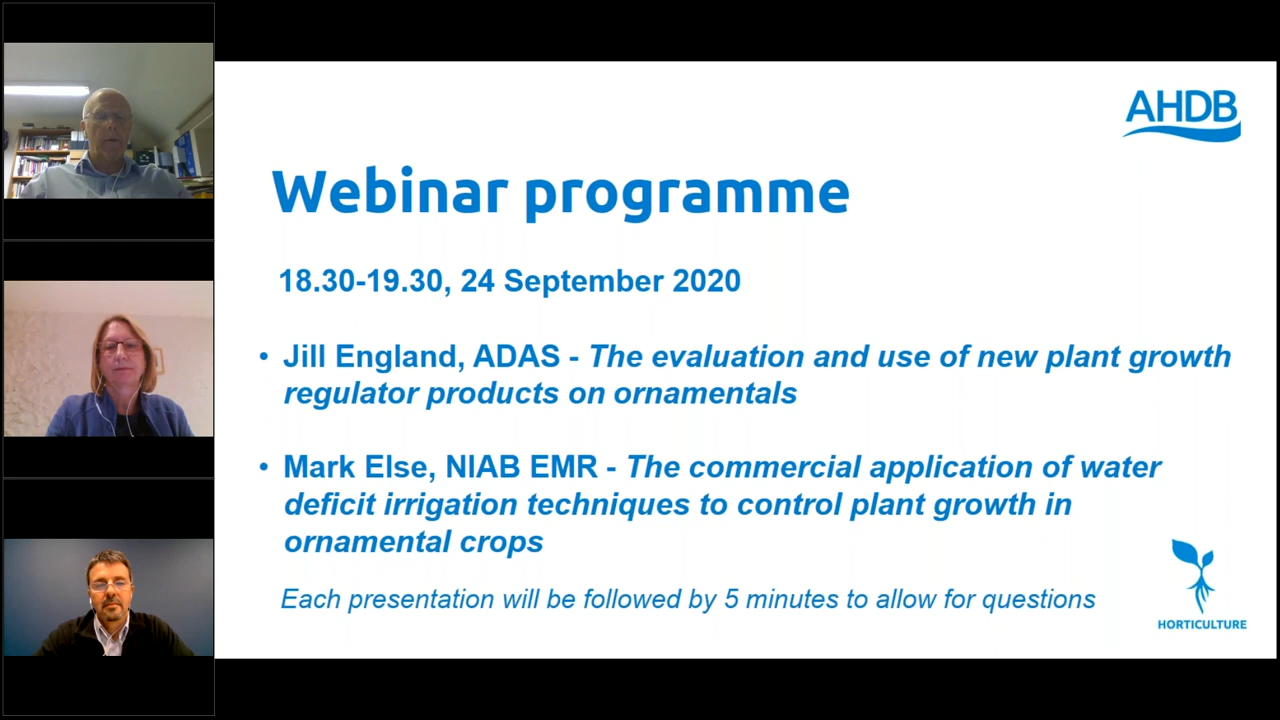 AHDB
Webinar programme
18.30-19.30, 24 September 2020
• Jill England, ADAS - The evaluation and use of new plant growth
regulator products on ornamentals
• Mark Else, NIAB EMR - The commercial application of water
deficit irrigation techniques to control plant growth in
ornamental crops
Each presentation will be followed by 5 minutes to allow for questions
HORTICULTURE